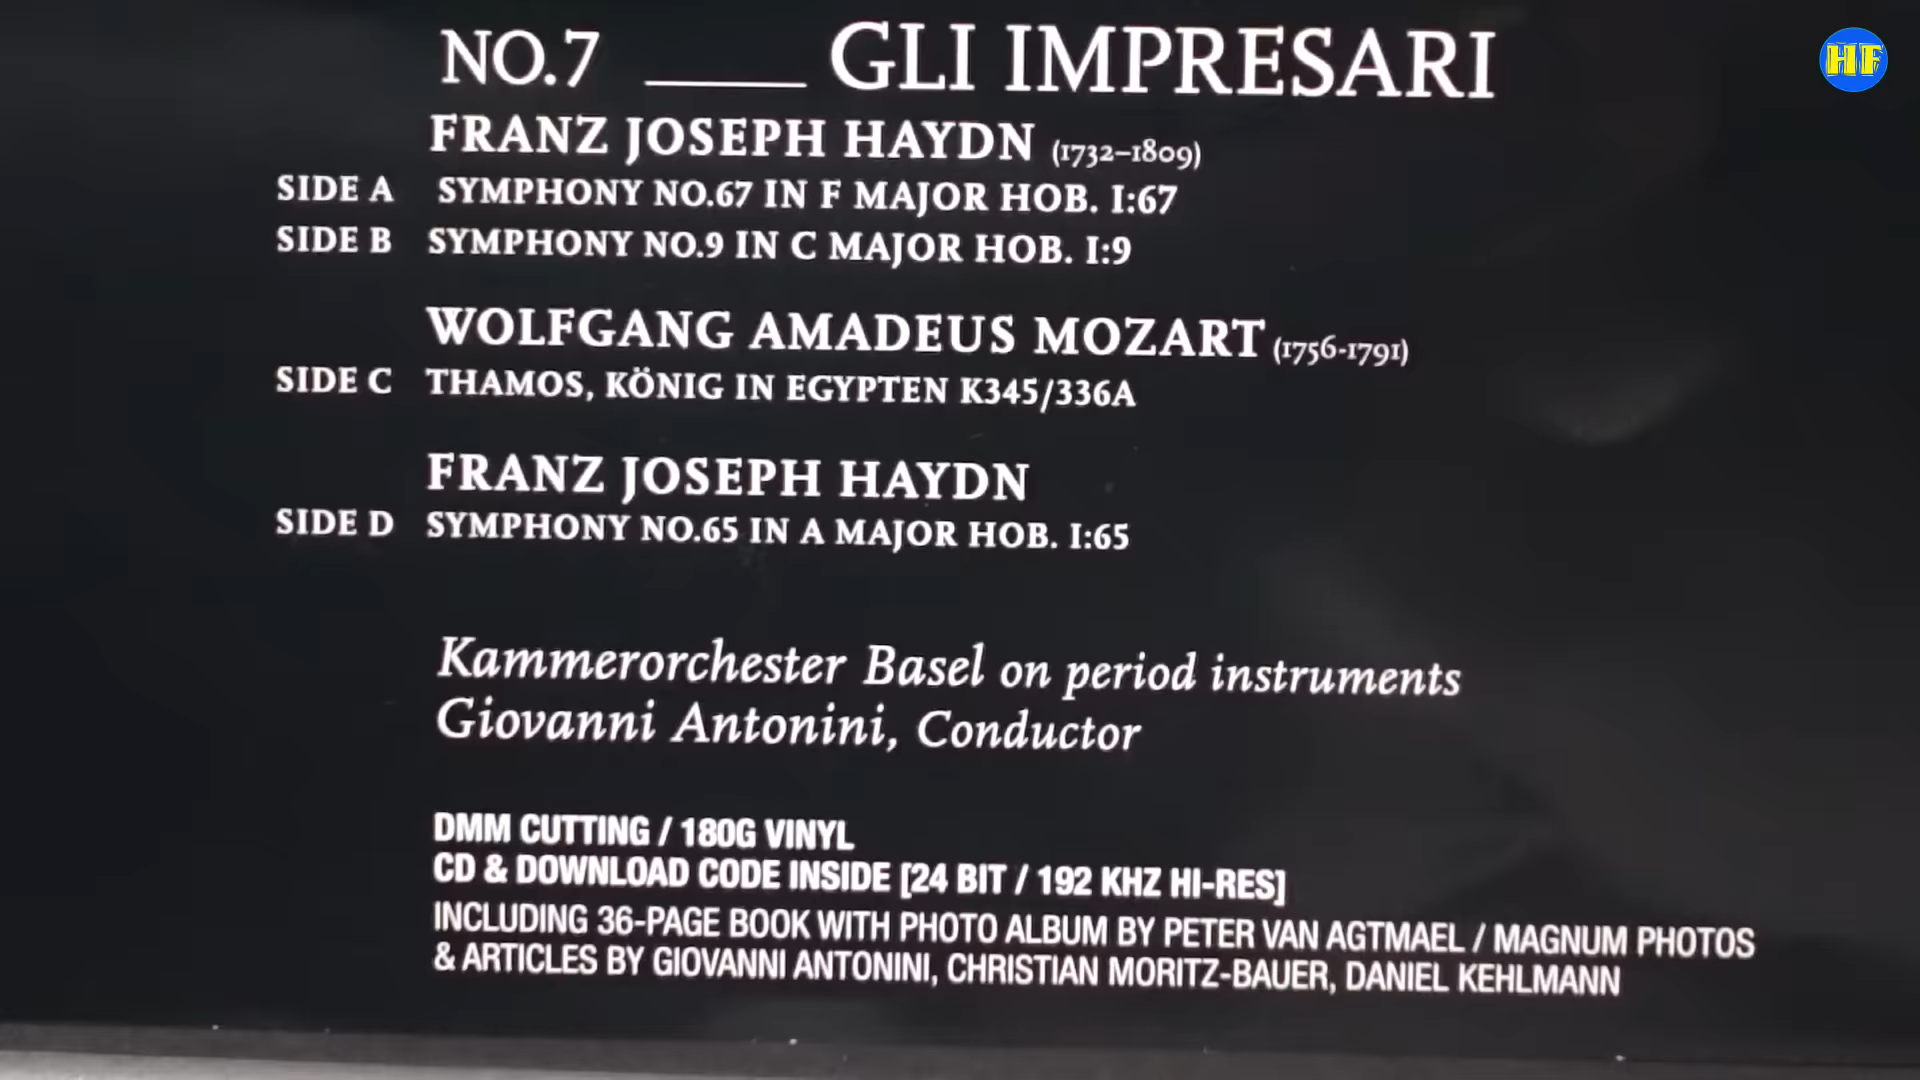 NO.7 ____ GLI IMPRESARI
HF
FRANZ JOSEPH HAYDN (1732–1809)
SIDE A SYMPHONY NO.67 IN F MAJOR HOB. I:67
SIDE B SYMPHONY NO.9 IN C MAJOR HOB. I:9
WOLFGANG AMADEUS MOZART (1756-1791)
SIDE C THAMOS, KÖNIG IN EGYPTEN K345/336A
FRANZ JOSEPH HAYDN
SIDE D SYMPHONY NO.65 IN A MAJOR HOB. I:65
Kammerorchester Basel on period instruments
Giovanni Antonini, Conductor
DMM CUTTING / 180G VINYL
CD & DOWNLOAD CODE INSIDE [24 BIT / 192 KHZ HI-RES]
INCLUDING 36-PAGE BOOK WITH PHOTO ALBUM BY PETER VAN AGTMAEL / MAGNUM PHOTOS
& ARTICLES BY GIOVANNI ANTONINI, CHRISTIAN MORITZ-BAUER, DANIEL KEHLMANN